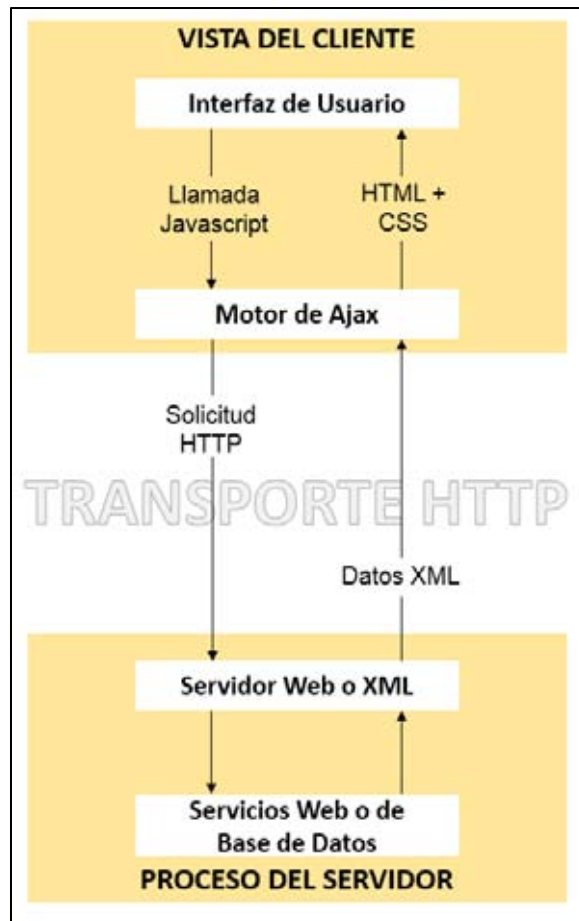 VISTA DEL CLIENTE
Interfaz de Usuario
Llamada
Javascript
HTML +
CSS
Motor de Ajax
Solicitud
HTTP
TRANSPORTE HTTP
Datos XML
Servidor Web o XML
Servicios Web o de
Base de Datos
PROCESO DEL SERVIDOR